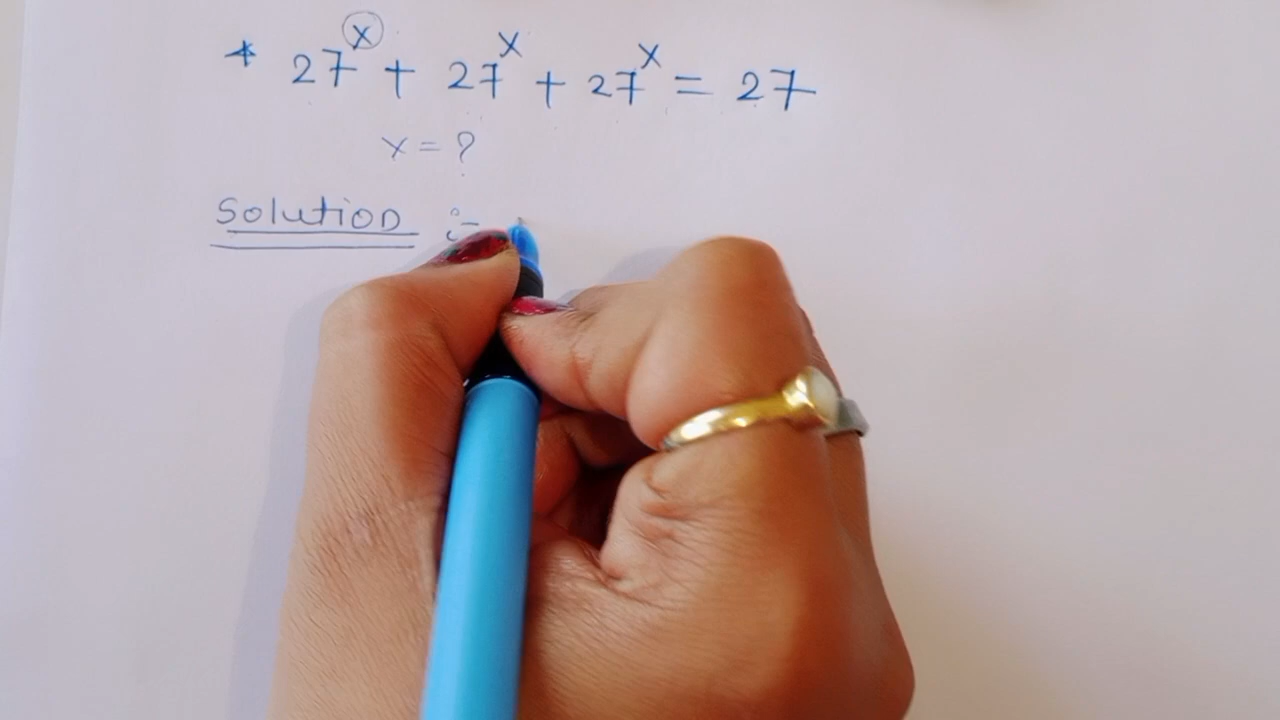 * 27^x + 27^x + 27^x = 27
x = ?
Solution :-